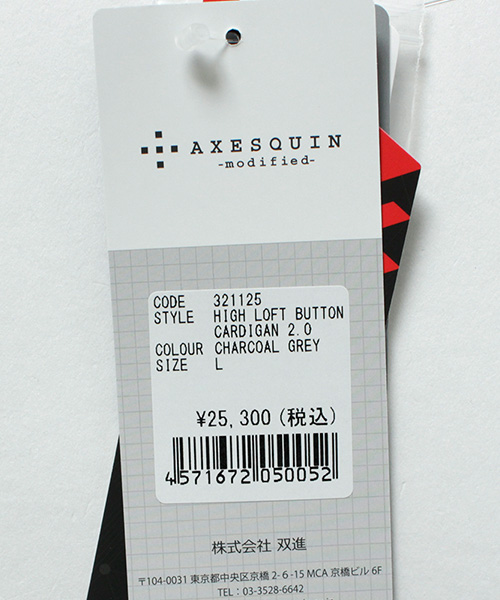 AXESQUIN
-modified-
CODE 321125
STYLE HIGH LOFT BUTTON
CARDIGAN 2.0
COLOUR CHARCOAL GREY
SIZE L
¥25,300(税込)
4571672050052
株式会社 双進
〒104-0031 東京都中央区京橋 2-6-15 MCA 京橋ビル 6F
TEL : 03-3528-6642